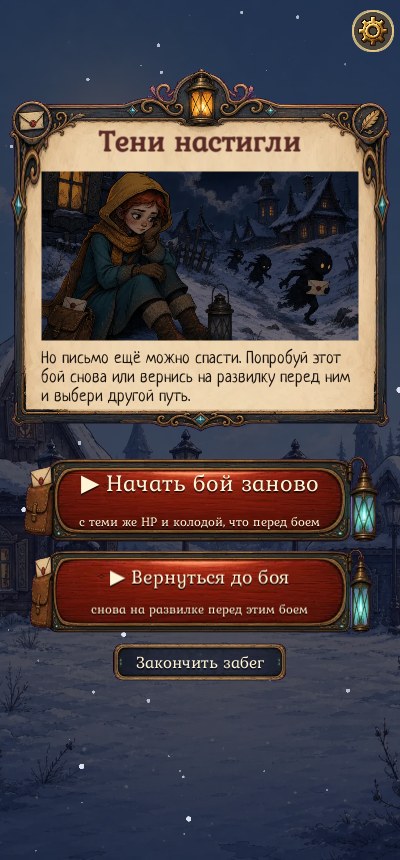 Тени настигли
Но письмо ещё можно спасти. Попробуй этот
бой снова или вернись на развилку перед ним
и выбери другой путь.
▶ Начать бой заново
с теми же HP и колодой, что перед боем
▶ Вернуться до боя
снова на развилке перед этим боем
Закончить забег